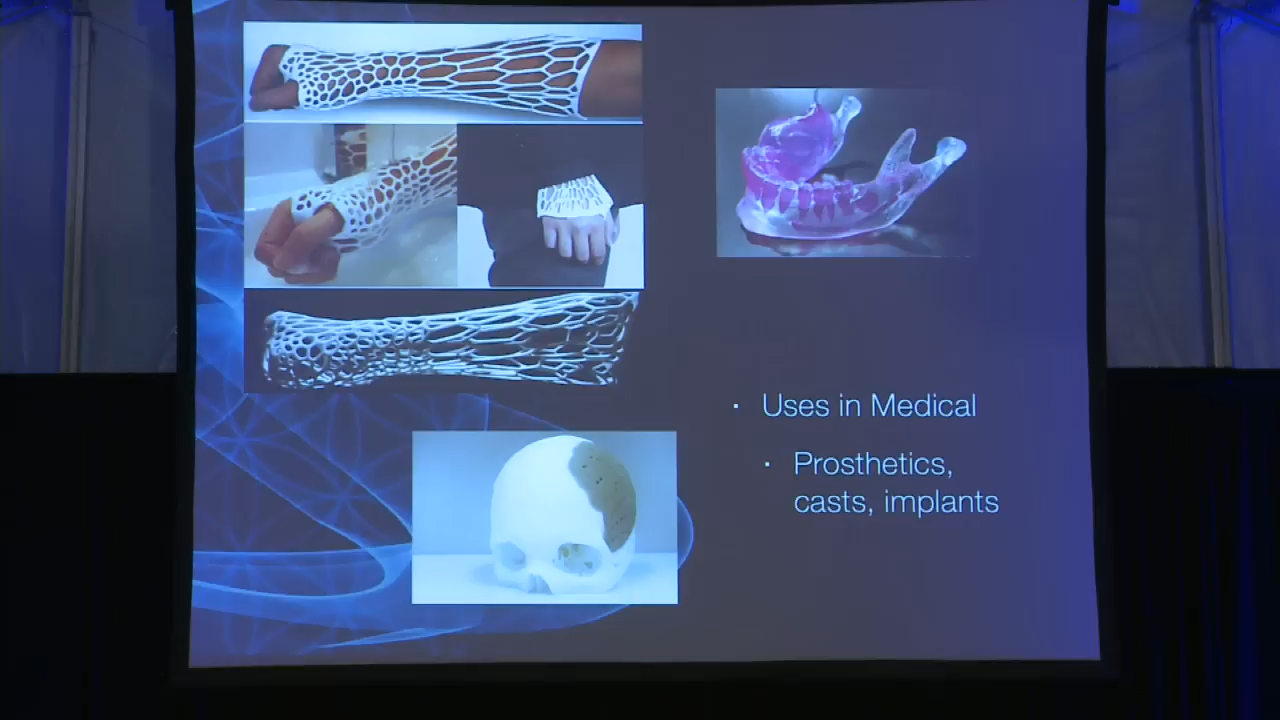 · Uses in Medical
· Prosthetics,
casts, implants